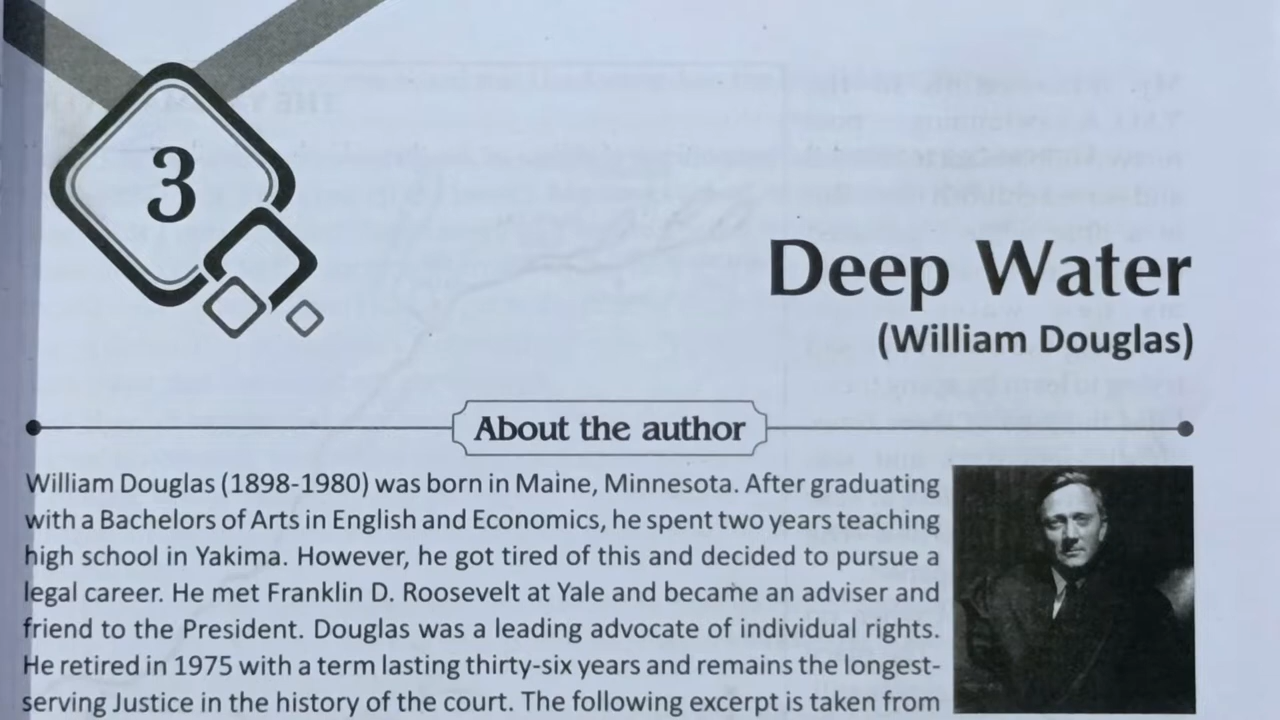 3
Deep Water
(William Douglas)
About the author
William Douglas (1898-1980) was born in Maine, Minnesota. After graduating
with a Bachelors of Arts in English and Economics, he spent two years teaching
high school in Yakima. However, he got tired of this and decided to pursue a
legal career. He met Franklin D. Roosevelt at Yale and became an adviser and
friend to the President. Douglas was a leading advocate of individual rights.
He retired in 1975 with a term lasting thirty-six years and remains the longest-
serving Justice in the history of the court. The following excerpt is taken from